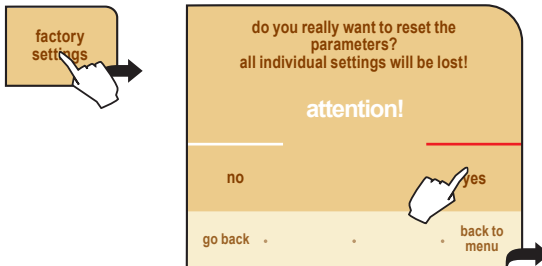 factory
settings
do you really want to reset the
parameters?
all individual settings will be lost!
attention!
no
yes
go back
back to
menu